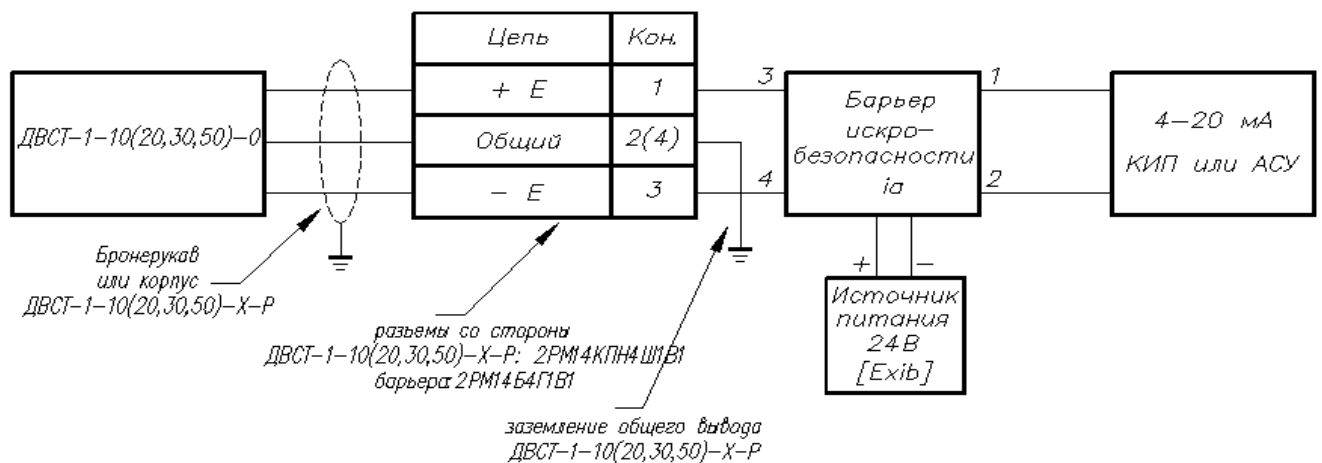 Цепь
Кон.
ДВСТ-1-10(20,30,50)-0
+ Е
1
Общий
2(4)
- Е
3
3
4
Барьер
искро-
безопасности
ia
1
2
4-20 мА
КИП или АСУ
+
-
Источник
питания
24В
[Exib]
Бронерукав
или корпус
ДВСТ-1-10(20,30,50)-Х-Р
разъемы со стороны
ДВСТ-1-10(20,30,50)-Х-Р: 2РМ14КПН4Ш1В1
барьера: 2РМ14Б4Г1В1
заземление общего вывода
ДВСТ-1-10(20,30,50)-Х-Р